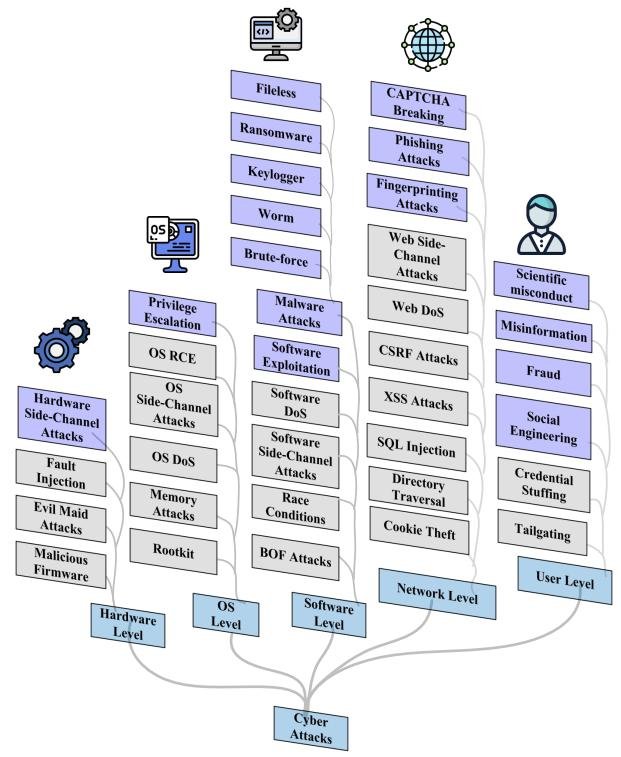 </>
Fileless
Ransomware
Keylogger
Worm
Brute-force
Malware
Attacks
Software
Exploitation
Software
DoS
Software
Side-Channel
Attacks
Race
Conditions
BOF Attacks
Software
Level
CAPTCHA
Breaking
Phishing
Attacks
Fingerprinting
Attacks
Web Side-
Channel
Attacks
Web DoS
CSRF Attacks
XSS Attacks
SQL Injection
Directory
Traversal
Cookie Theft
Network Level
Scientific
misconduct
Misinformation
Fraud
Social
Engineering
Credential
Stuffing
Tailgating
User Level
OS
Privilege
Escalation
OS RCE
OS
Side-Channel
Attacks
OS DoS
Memory
Attacks
Rootkit
OS
Level
Hardware
Side-Channel
Attacks
Fault
Injection
Evil Maid
Attacks
Malicious
Firmware
Hardware
Level
Cyber
Attacks